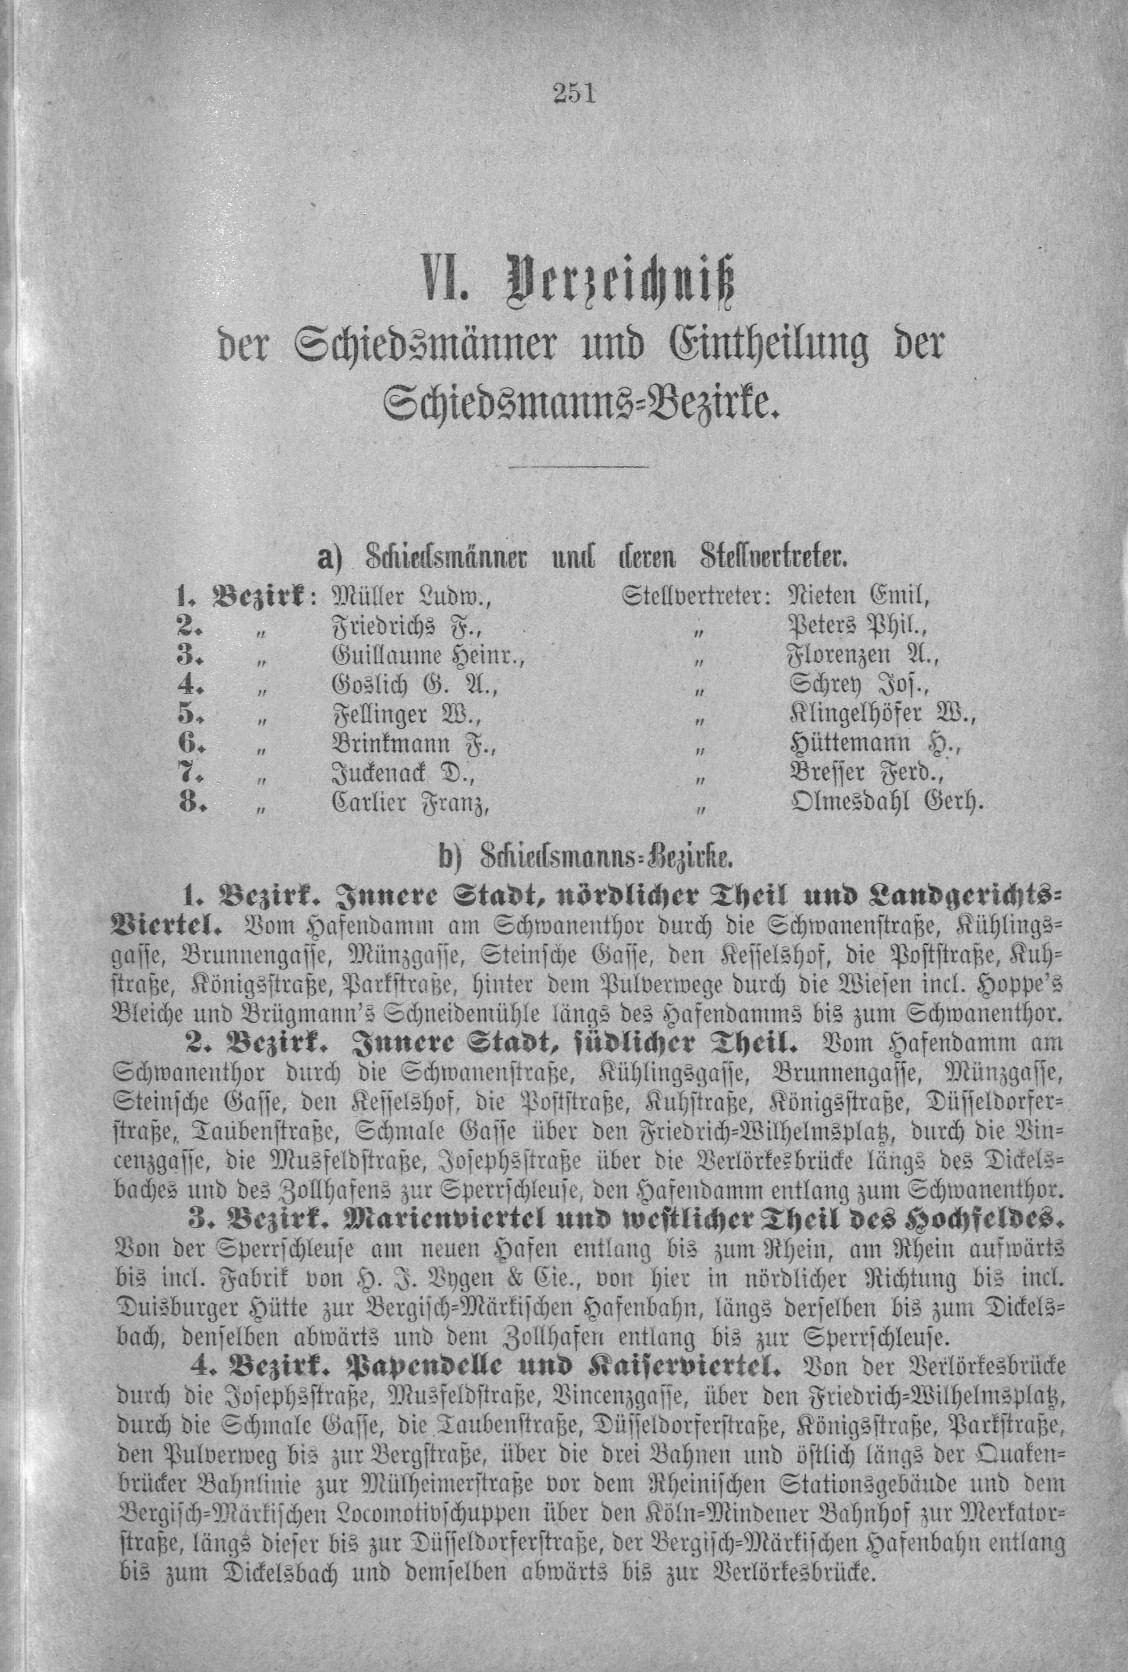 251
VI. Verzeichniß
der Schiedsmänner und Eintheilung der
Schiedsmanns-Bezirke.
a) Schiedsmänner und deren Stellvertreter.
1. Bezirk: Müller Ludw., Stellvertreter: Nieten Emil,
2. „ Friedrichs F., „ Peters Phil.,
3. „ Guillaume Heinr., „ Florenzen A.,
4. „ Goslich G. A., „ Schrey Jos.,
5. „ Fellinger W., „ Klingelhöfer W.,
6. „ Brinkmann F., „ Hüttemann H.,
7. „ Juckenack D., „ Bresser Ferd.,
8. „ Carlier Franz, „ Olmesdahl Gerh.
b) Schiedsmanns-Bezirke.
1. Bezirk. Innere Stadt, nördlicher Theil und Landgerichts-
Viertel. Vom Hafendamm am Schwanenthor durch die Schwanenstraße, Kühlings-
gasse, Brunnengasse, Münzgasse, Steinsche Gasse, den Kesselshof, die Poststraße, Kuh-
straße, Königsstraße, Parkstraße, hinter dem Pulverwege durch die Wiesen incl. Hoppe's
Bleiche und Brügmann's Schneidemühle längs des Hafendamms bis zum Schwanenthor.
2. Bezirk. Innere Stadt, südlicher Theil. Vom Hafendamm am
Schwanenthor durch die Schwanenstraße, Kühlingsgasse, Brunnengasse, Münzgasse,
Steinsche Gasse, den Kesselshof, die Poststraße, Kuhstraße, Königsstraße, Düsseldorfer-
straße, Taubenstraße, Schmale Gasse über den Friedrich-Wilhelmsplatz, durch die Vin-
cenzgasse, die Musfeldstraße, Josephsstraße über die Verlörkesbrücke längs des Dickels-
baches und des Zollhafens zur Sperrschleuse, den Hafendamm entlang zum Schwanenthor.
3. Bezirk. Marienviertel und westlicher Theil des Hochfeldes.
Von der Sperrschleuse am neuen Hafen entlang bis zum Rhein, am Rhein aufwärts
bis incl. Fabrik von H. J. Vygen & Cie., von hier in nördlicher Richtung bis incl.
Duisburger Hütte zur Bergisch-Märkischen Hafenbahn, längs derselben bis zum Dickels-
bach, denselben abwärts und dem Zollhafen entlang bis zur Sperrschleuse.
4. Bezirk. Papendelle und Kaiserviertel. Von der Verlörkesbrücke
durch die Josephsstraße, Musfeldstraße, Vincenzgasse, über den Friedrich-Wilhelmsplatz,
durch die Schmale Gasse, die Taubenstraße, Düsseldorferstraße, Königsstraße, Parkstraße,
den Pulverweg bis zur Bergstraße, über die drei Bahnen und östlich längs der Quaken-
brücker Bahnlinie zur Mülheimerstraße vor dem Rheinischen Stationsgebäude und dem
Bergisch-Märkischen Locomotivschuppen über den Köln-Mindener Bahnhof zur Merkator-
straße, längs dieser bis zur Düsseldorferstraße, der Bergisch-Märkischen Hafenbahn entlang
bis zum Dickelsbach und demselben abwärts bis zur Verlörkesbrücke.